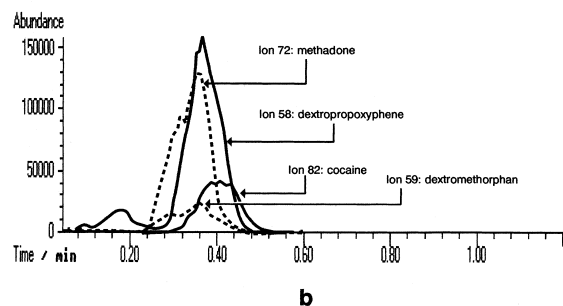 Abundance
150000
Ion 72: methadone
100000
Ion 58: dextropropoxyphene
50000
Ion 82: cocaine
Ion 59: dextromethorphan
0
Time / min
0.20 0.40 0.60 0.80 1.00
b